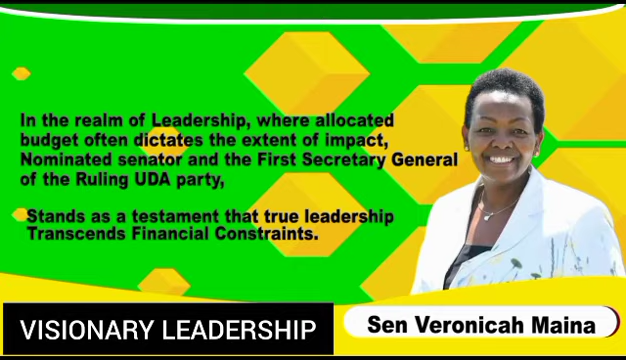 In the realm of Leadership, where allocated
budget often dictates the extent of impact,
Nominated senator and the First Secretary General
of the Ruling UDA party,
Stands as a testament that true leadership
Transcends Financial Constraints.
VISIONARY LEADERSHIP
Sen Veronicah Maina